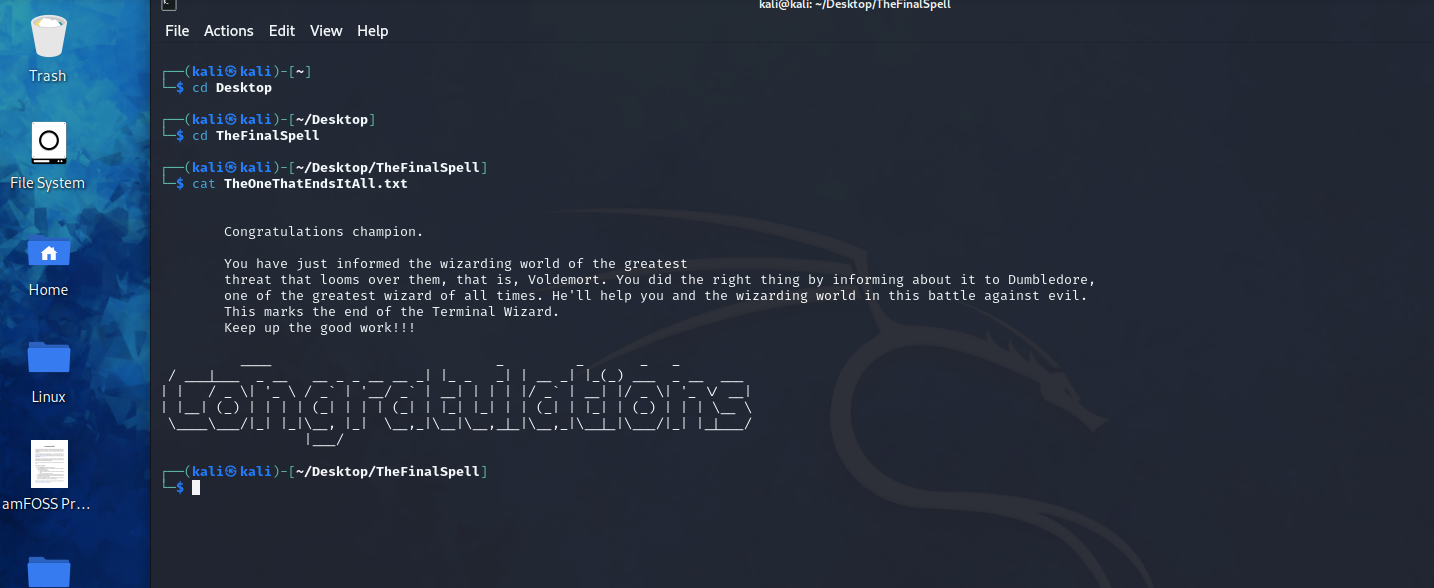 kali@kali: ~/Desktop/TheFinalSpell
File Actions Edit View Help
Trash
File System
Home
Linux
amFOSS Pr...
┌──(kali㉿kali)-[~]
└─$ cd Desktop
┌──(kali㉿kali)-[~/Desktop]
└─$ cd TheFinalSpell
┌──(kali㉿kali)-[~/Desktop/TheFinalSpell]
└─$ cat TheOneThatEndsItAll.txt
Congratulations champion.
You have just informed the wizarding world of the greatest
threat that looms over them, that is, Voldemort. You did the right thing by informing about it to Dumbledore,
one of the greatest wizard of all times. He'll help you and the wizarding world in this battle against evil.
This marks the end of the Terminal Wizard.
Keep up the good work!!!
Congratulations
┌──(kali㉿kali)-[~/Desktop/TheFinalSpell]
└─$